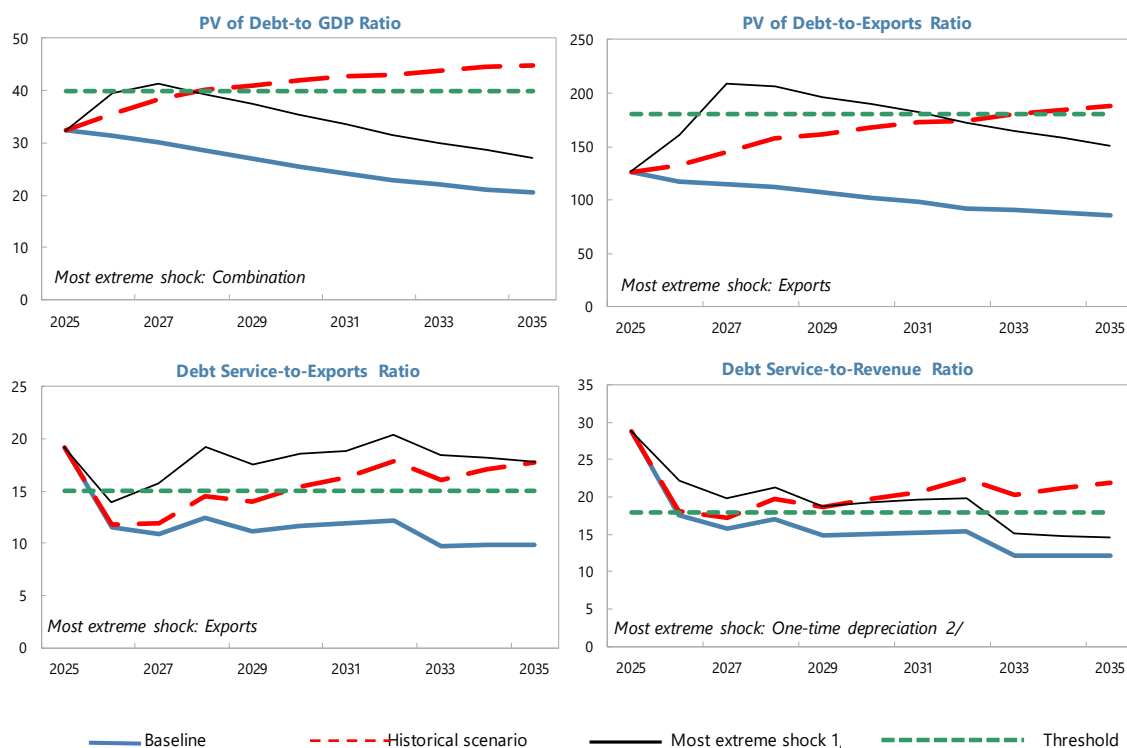 PV of Debt-to GDP Ratio
50
40
30
20
10
0
Most extreme shock: Combination
2025 2027 2029 2031 2033 2035
PV of Debt-to-Exports Ratio
250
200
150
100
50
0
Most extreme shock: Exports
2025 2027 2029 2031 2033 2035
Debt Service-to-Exports Ratio
25
20
15
10
5
0
Most extreme shock: Exports
2025 2027 2029 2031 2033 2035
Debt Service-to-Revenue Ratio
35
30
25
20
15
10
5
0
Most extreme shock: One-time depreciation 2/
2025 2027 2029 2031 2033 2035
Baseline Historical scenario Most extreme shock 1/ Threshold